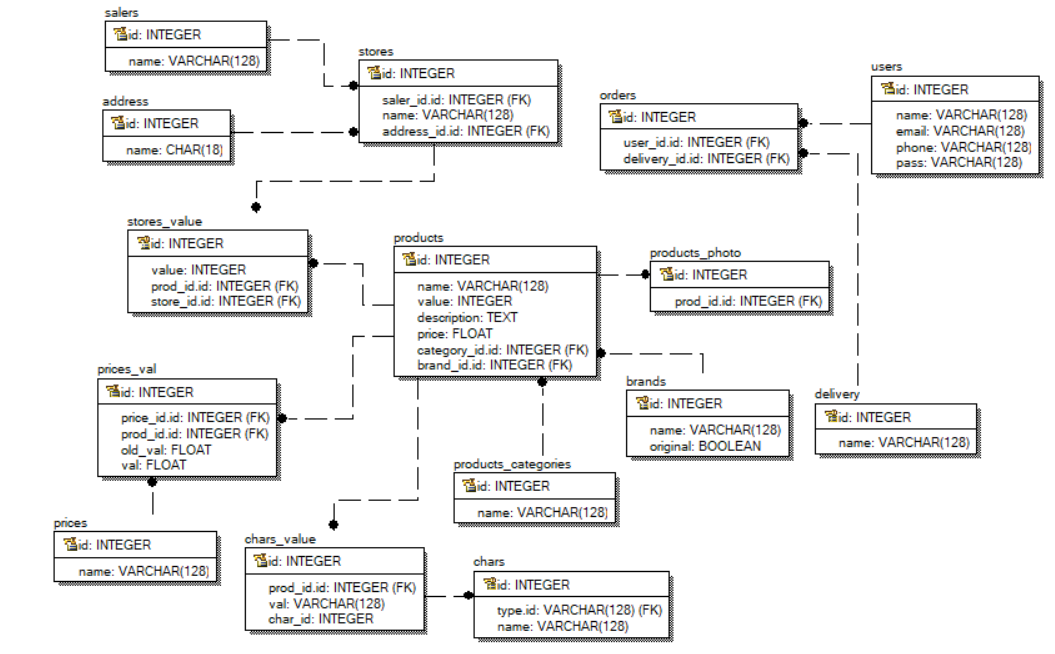 salers
id: INTEGER
name: VARCHAR(128)
address
id: INTEGER
name: CHAR(18)
stores
id: INTEGER
saler_id.id: INTEGER (FK)
name: VARCHAR(128)
address_id.id: INTEGER (FK)
orders
id: INTEGER
user_id.id: INTEGER (FK)
delivery_id.id: INTEGER (FK)
users
id: INTEGER
name: VARCHAR(128)
email: VARCHAR(128)
phone: VARCHAR(128)
pass: VARCHAR(128)
stores_value
id: INTEGER
value: INTEGER
prod_id.id: INTEGER (FK)
store_id.id: INTEGER (FK)
products
id: INTEGER
name: VARCHAR(128)
value: INTEGER
description: TEXT
price: FLOAT
category_id.id: INTEGER (FK)
brand_id.id: INTEGER (FK)
products_photo
id: INTEGER
prod_id.id: INTEGER (FK)
prices_val
id: INTEGER
price_id.id: INTEGER (FK)
prod_id.id: INTEGER (FK)
old_val: FLOAT
val: FLOAT
brands
id: INTEGER
name: VARCHAR(128)
original: BOOLEAN
delivery
id: INTEGER
name: VARCHAR(128)
products_categories
id: INTEGER
name: VARCHAR(128)
prices
id: INTEGER
name: VARCHAR(128)
chars_value
id: INTEGER
prod_id.id: INTEGER (FK)
val: VARCHAR(128)
char_id: INTEGER
chars
id: INTEGER
type.id: VARCHAR(128) (FK)
name: VARCHAR(128)